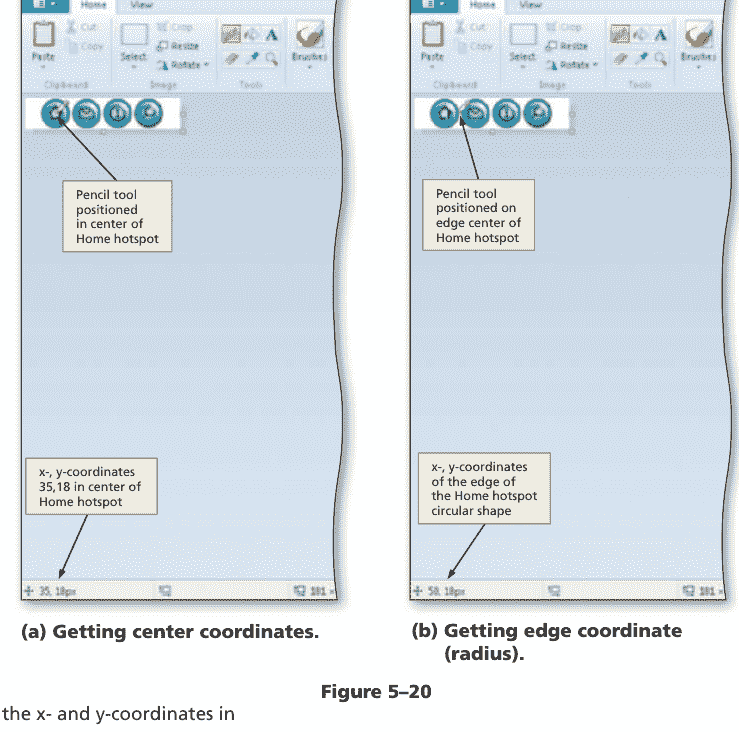 Home View
Home View
Cut
Copy
Paste
Clipboard
Select
Crop
Resize
Rotate
Image
Tools
Brushes
Cut
Copy
Paste
Clipboard
Select
Crop
Resize
Rotate
Image
Tools
Brushes
Pencil tool
positioned
in center of
Home hotspot
Pencil tool
positioned on
edge center of
Home hotspot
x-, y-coordinates
35,18 in center of
Home hotspot
x-, y-coordinates
of the edge of
the Home hotspot
circular shape
35, 18px
181 ×
18px
181 ×
(a) Getting center coordinates.
(b) Getting edge coordinate
(radius).
Figure 5–20
the x- and y-coordinates in